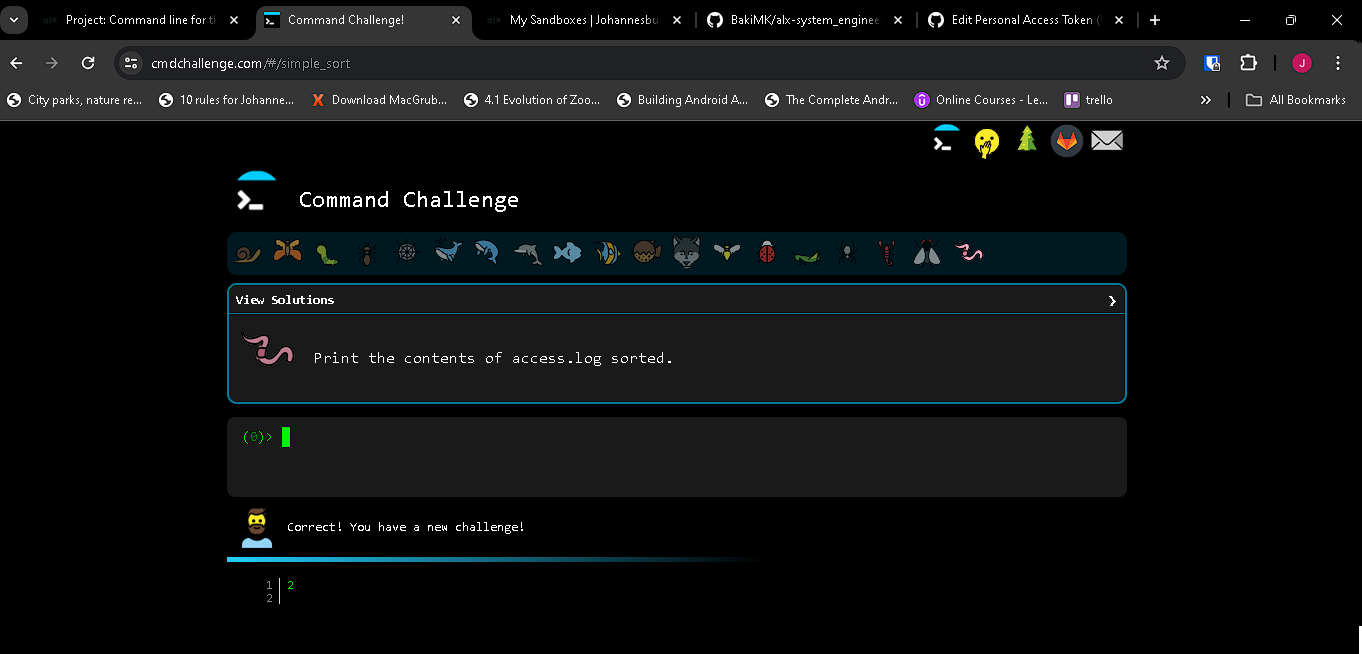 Project: Command line for th
Command Challenge!
My Sandboxes | Johannesbu
BakiMK/alx-system_enginee
Edit Personal Access Token (
cmdchallenge.com/#/simple_sort
J
City parks, nature re...
10 rules for Johanne...
Download MacGrub...
4.1 Evolution of Zoo...
Building Android A...
The Complete Andr...
Online Courses - Le...
trello
All Bookmarks
Command Challenge
View Solutions
Print the contents of access.log sorted.
(0)>
Correct! You have a new challenge!
1 2
2